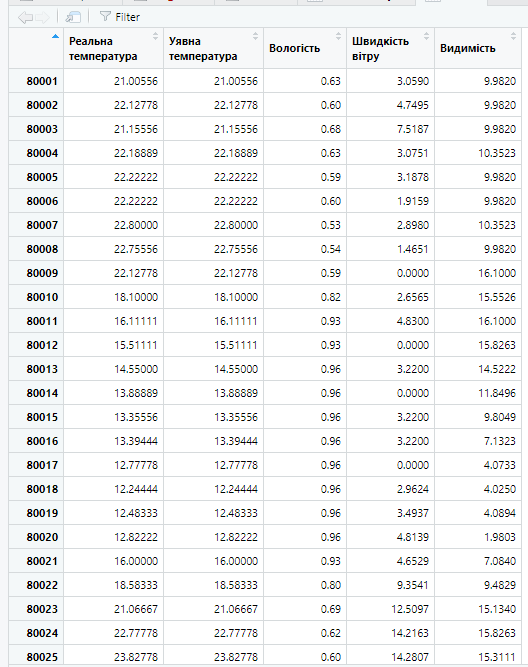 Filter
Реальна температура Уявна температура Вологість Швидкість вітру Видимість
80001 21.00556 21.00556 0.63 3.0590 9.9820
80002 22.12778 22.12778 0.60 4.7495 9.9820
80003 21.15556 21.15556 0.68 7.5187 9.9820
80004 22.18889 22.18889 0.63 3.0751 10.3523
80005 22.22222 22.22222 0.59 3.1878 9.9820
80006 22.22222 22.22222 0.60 1.9159 9.9820
80007 22.80000 22.80000 0.53 2.8980 10.3523
80008 22.75556 22.75556 0.54 1.4651 9.9820
80009 22.12778 22.12778 0.59 0.0000 16.1000
80010 18.10000 18.10000 0.82 2.6565 15.5526
80011 16.11111 16.11111 0.93 4.8300 16.1000
80012 15.51111 15.51111 0.93 0.0000 15.8263
80013 14.55000 14.55000 0.96 3.2200 14.5222
80014 13.88889 13.88889 0.96 0.0000 11.8496
80015 13.35556 13.35556 0.96 3.2200 9.8049
80016 13.39444 13.39444 0.96 3.2200 7.1323
80017 12.77778 12.77778 0.96 0.0000 4.0733
80018 12.24444 12.24444 0.96 2.9624 4.0250
80019 12.48333 12.48333 0.96 3.4937 4.0894
80020 12.82222 12.82222 0.96 4.8139 1.9803
80021 16.00000 16.00000 0.93 4.6529 7.0840
80022 18.58333 18.58333 0.80 9.3541 9.4829
80023 21.06667 21.06667 0.69 12.5097 15.1340
80024 22.77778 22.77778 0.62 14.2163 15.8263
80025 23.82778 23.82778 0.60 14.2807 15.3111